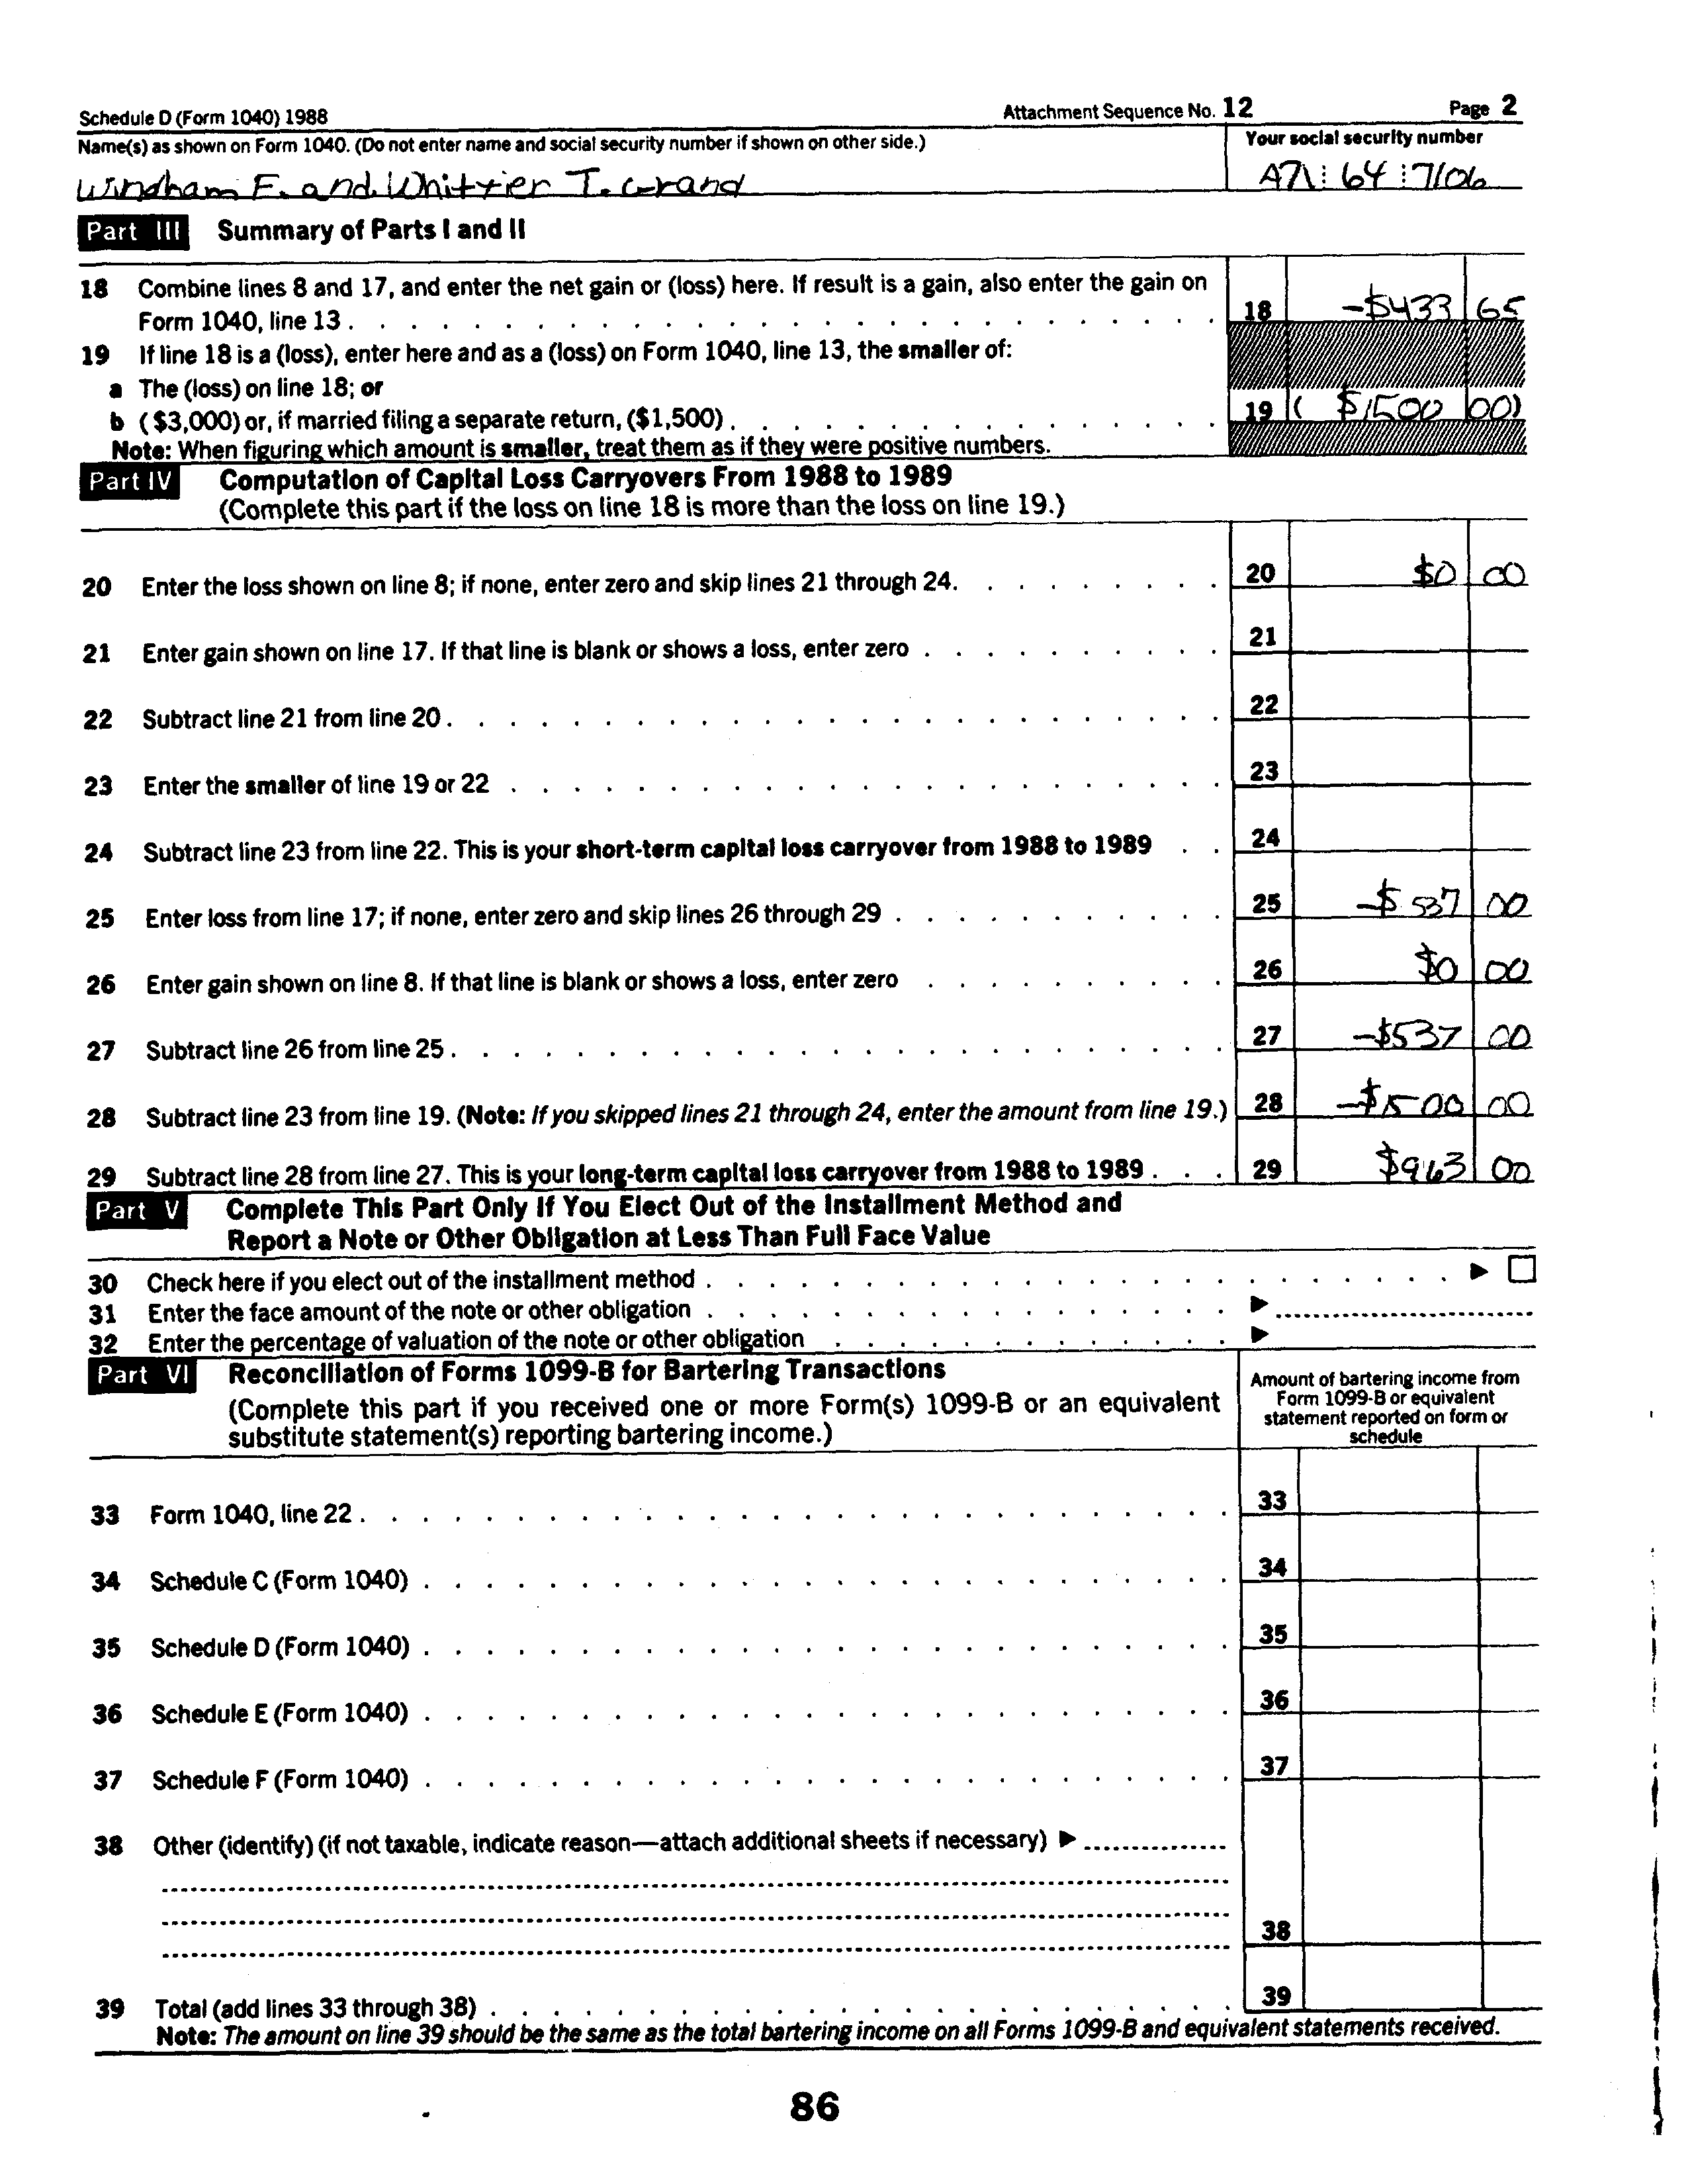 Schedule D (Form 1040) 1988 Attachment Sequence No. 12 Page 2
Name(s) as shown on Form 1040. (Do not enter name and social security number if shown on other side.) Your social security number
Windham F. and Whittier T. Grand A71 64 7106
Part III Summary of Parts I and II
18 Combine lines 8 and 17, and enter the net gain or (loss) here. If result is a gain, also enter the gain on
Form 1040, line 13 . . . 18 -$433 65
19 If line 18 is a (loss), enter here and as a (loss) on Form 1040, line 13, the smaller of:
a The (loss) on line 18; or
b ($3,000) or, if married filing a separate return, ($1,500) . . . 19 ( $1500 00)
Note: When figuring which amount is smaller, treat them as if they were positive numbers.
Part IV Computation of Capital Loss Carryovers From 1988 to 1989
(Complete this part if the loss on line 18 is more than the loss on line 19.)
20 Enter the loss shown on line 8; if none, enter zero and skip lines 21 through 24. . . . 20 $0 00
21 Enter gain shown on line 17. If that line is blank or shows a loss, enter zero . . . 21
22 Subtract line 21 from line 20 . . . 22
23 Enter the smaller of line 19 or 22 . . . 23
24 Subtract line 23 from line 22. This is your short-term capital loss carryover from 1988 to 1989 . . 24
25 Enter loss from line 17; if none, enter zero and skip lines 26 through 29 . . . 25 -$537 00
26 Enter gain shown on line 8. If that line is blank or shows a loss, enter zero . . . 26 $0 00
27 Subtract line 26 from line 25 . . . 27 -$537 00
28 Subtract line 23 from line 19. (Note: If you skipped lines 21 through 24, enter the amount from line 19.) 28 -$1500 00
29 Subtract line 28 from line 27. This is your long-term capital loss carryover from 1988 to 1989 . . . 29 $963 00
Part V Complete This Part Only If You Elect Out of the Installment Method and
Report a Note or Other Obligation at Less Than Full Face Value
30 Check here if you elect out of the installment method . . . ▶ ☐
31 Enter the face amount of the note or other obligation . . . ▶
32 Enter the percentage of valuation of the note or other obligation . . . ▶
Part VI Reconciliation of Forms 1099-B for Bartering Transactions
(Complete this part if you received one or more Form(s) 1099-B or an equivalent
substitute statement(s) reporting bartering income.)
Amount of bartering income from
Form 1099-B or equivalent
statement reported on form or
schedule
33 Form 1040, line 22 . . . 33
34 Schedule C (Form 1040) . . . 34
35 Schedule D (Form 1040) . . . 35
36 Schedule E (Form 1040) . . . 36
37 Schedule F (Form 1040) . . . 37
38 Other (identify) (if not taxable, indicate reason—attach additional sheets if necessary) ▶
38
39 Total (add lines 33 through 38) . . . 39
Note: The amount on line 39 should be the same as the total bartering income on all Forms 1099-B and equivalent statements received.
86